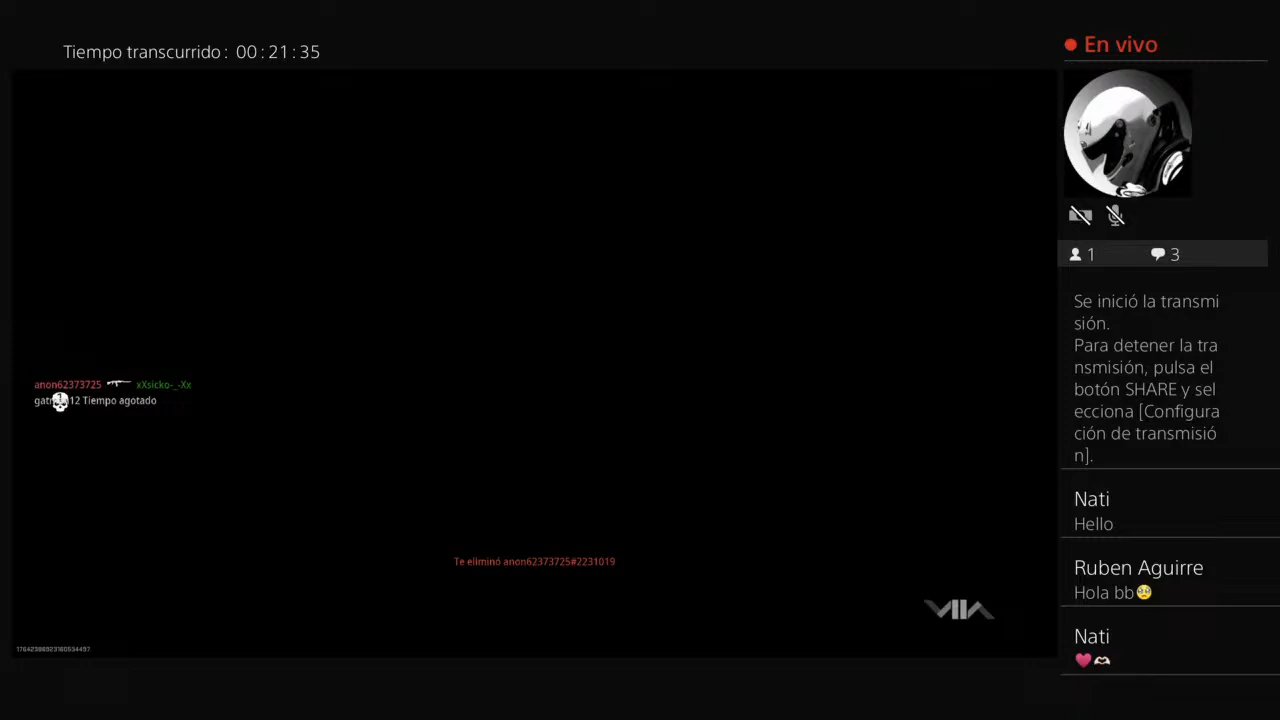 Tiempo transcurrido: 00:21:35
En vivo
1 3
Se inició la transmi
sión.
Para detener la tra
nsmisión, pulsa el
botón SHARE y sel
ecciona [Configura
ción de transmisió
n].
Nati
Hello
Ruben Aguirre
Hola bb🥺
Nati
❤️🫶🏻
anon62373725 xXsicko-_-Xx
12 Tiempo agotado
Te eliminó anon62373725#2231019